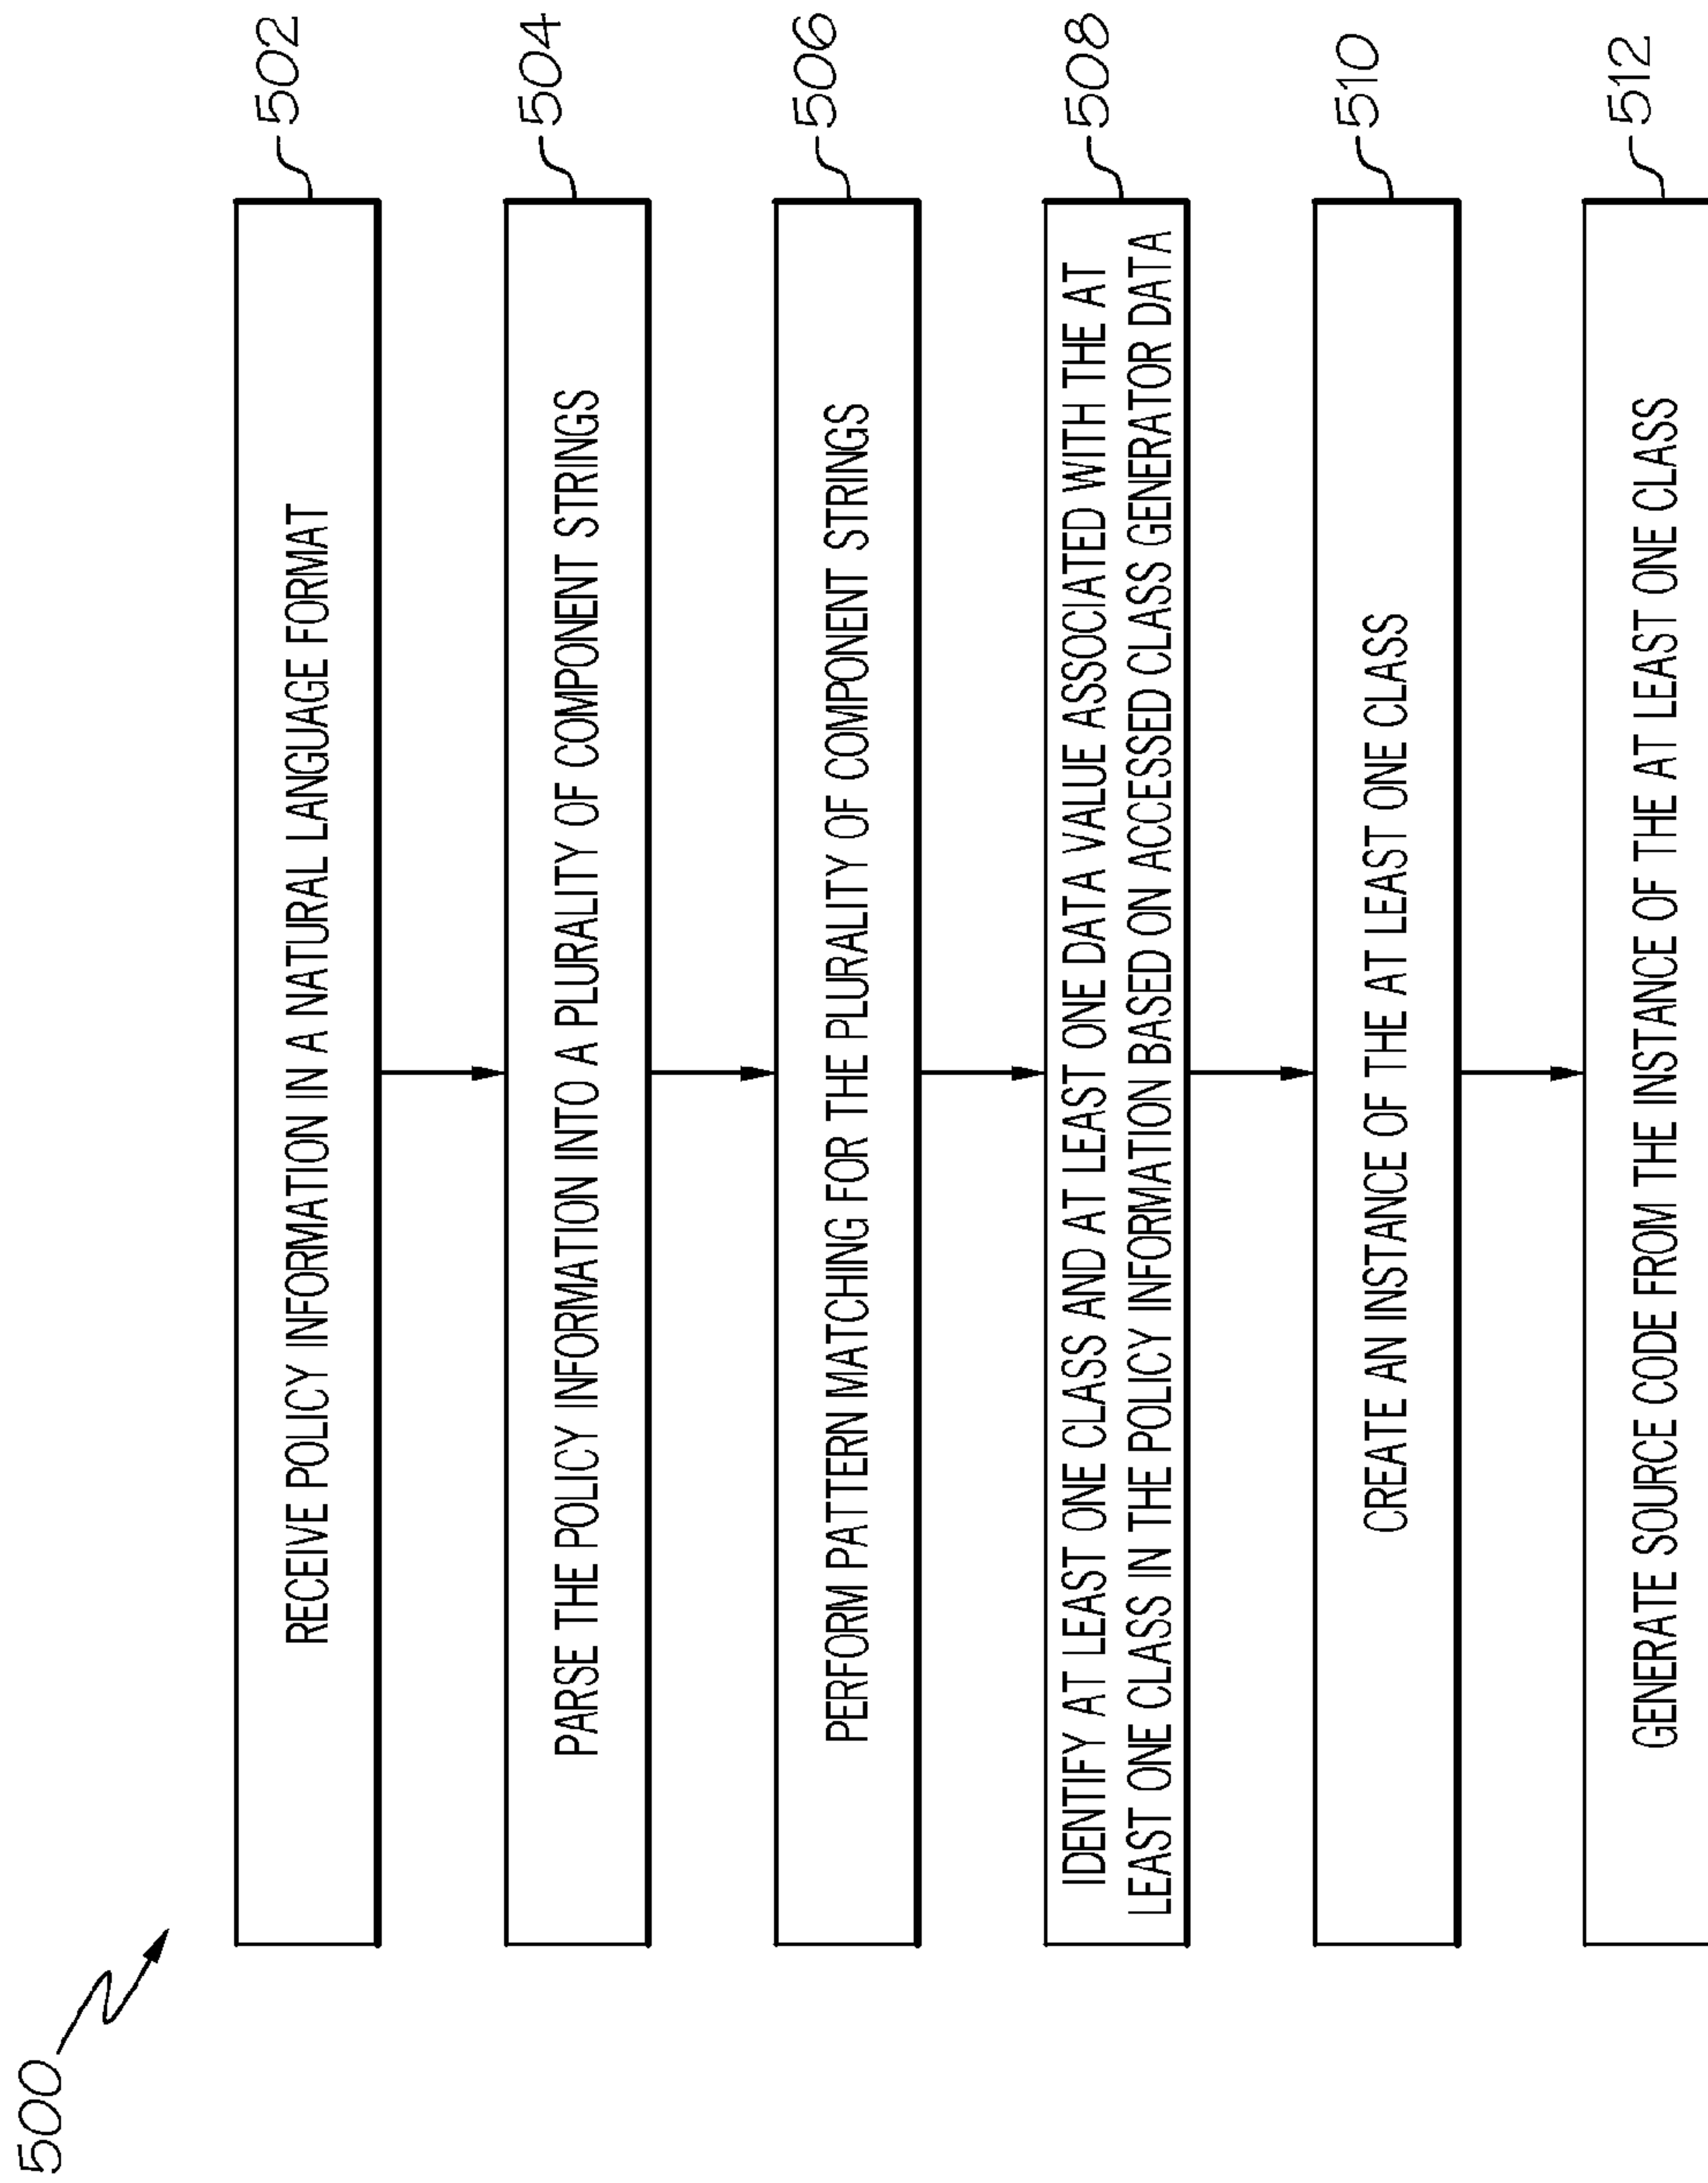 500
RECEIVE POLICY INFORMATION IN A NATURAL LANGUAGE FORMAT
502
PARSE THE POLICY INFORMATION INTO A PLURALITY OF COMPONENT STRINGS
504
PERFORM PATTERN MATCHING FOR THE PLURALITY OF COMPONENT STRINGS
506
IDENTIFY AT LEAST ONE CLASS AND AT LEAST ONE DATA VALUE ASSOCIATED WITH THE AT
LEAST ONE CLASS IN THE POLICY INFORMATION BASED ON ACCESSED CLASS GENERATOR DATA
508
CREATE AN INSTANCE OF THE AT LEAST ONE CLASS
510
GENERATE SOURCE CODE FROM THE INSTANCE OF THE AT LEAST ONE CLASS
512